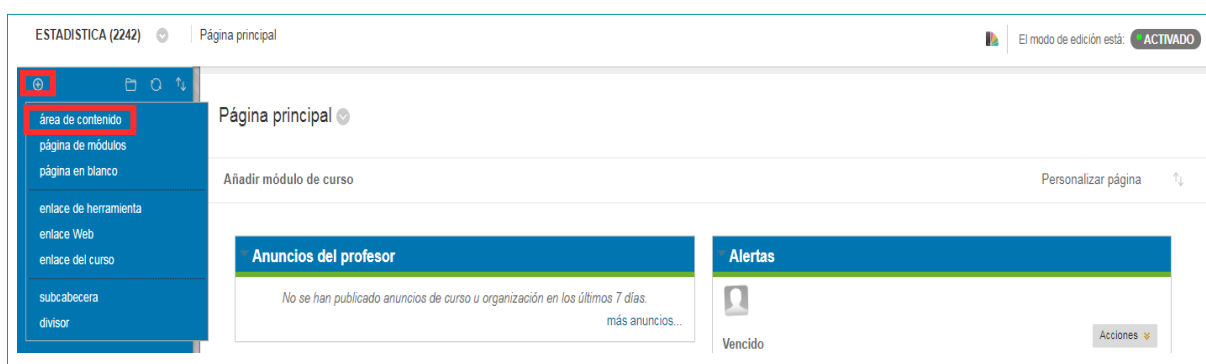 ESTADISTICA (2242) Página principal El modo de edición está: ACTIVADO
área de contenido
página de módulos
página en blanco
enlace de herramienta
enlace Web
enlace del curso
subcabecera
divisor
Página principal
Añadir módulo de curso Personalizar página
Anuncios del profesor
No se han publicado anuncios de curso u organización en los últimos 7 días.
más anuncios...
Alertas
Vencido
Acciones